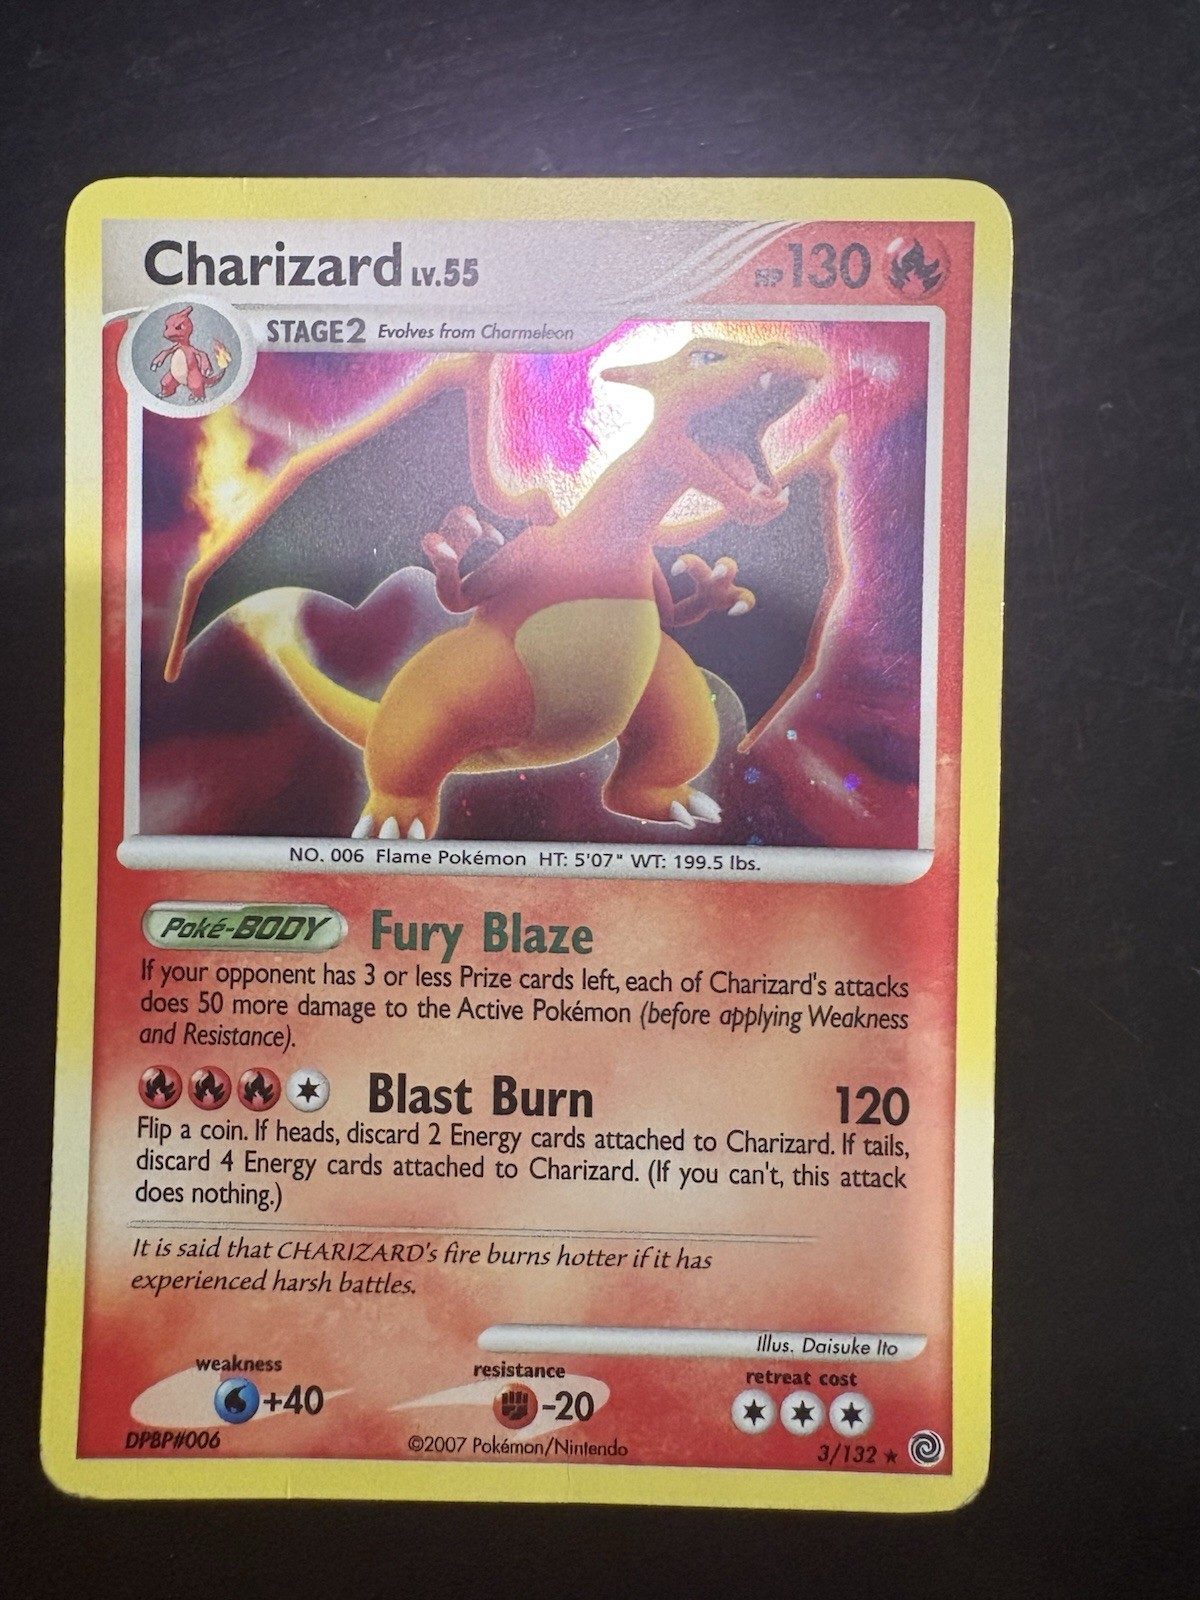 Charizard LV.55 HP 130
STAGE2 Evolves from Charmeleon
NO. 006 Flame Pokémon HT: 5'07" WT: 199.5 lbs.
Poké-BODY Fury Blaze
If your opponent has 3 or less Prize cards left, each of Charizard's attacks
does 50 more damage to the Active Pokémon (before applying Weakness
and Resistance).
Blast Burn 120
Flip a coin. If heads, discard 2 Energy cards attached to Charizard. If tails,
discard 4 Energy cards attached to Charizard. (If you can't, this attack
does nothing.)
It is said that CHARIZARD's fire burns hotter if it has
experienced harsh battles.
Illus. Daisuke Ito
weakness resistance retreat cost
+40 -20
DPBP#006 ©2007 Pokémon/Nintendo 3/132 ★